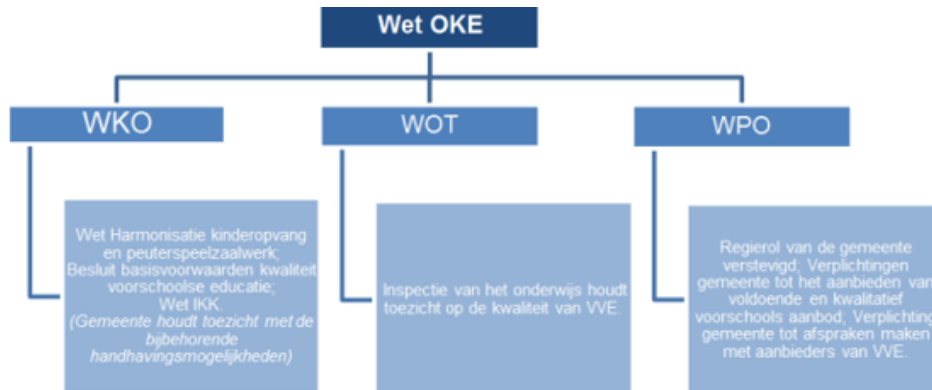 Wet OKE
WKO
WOT
WPO
Wet Harmonisatie kinderopvang
en peuterspeelzaalwerk;
Besluit basisvoorwaarden kwaliteit
voorschoolse educatie;
Wet IKK.
(Gemeente houdt toezicht met de
bijbehorende
handhavingsmogelijkheden)
Inspectie van het onderwijs houdt
toezicht op de kwaliteit van VVE.
Regierol van de gemeente
verstevigd; Verplichtingen
gemeente tot het aanbieden van
voldoende en kwalitatief
voorschools aanbod; Verplichting
gemeente tot afspraken maken
met aanbieders van VVE.